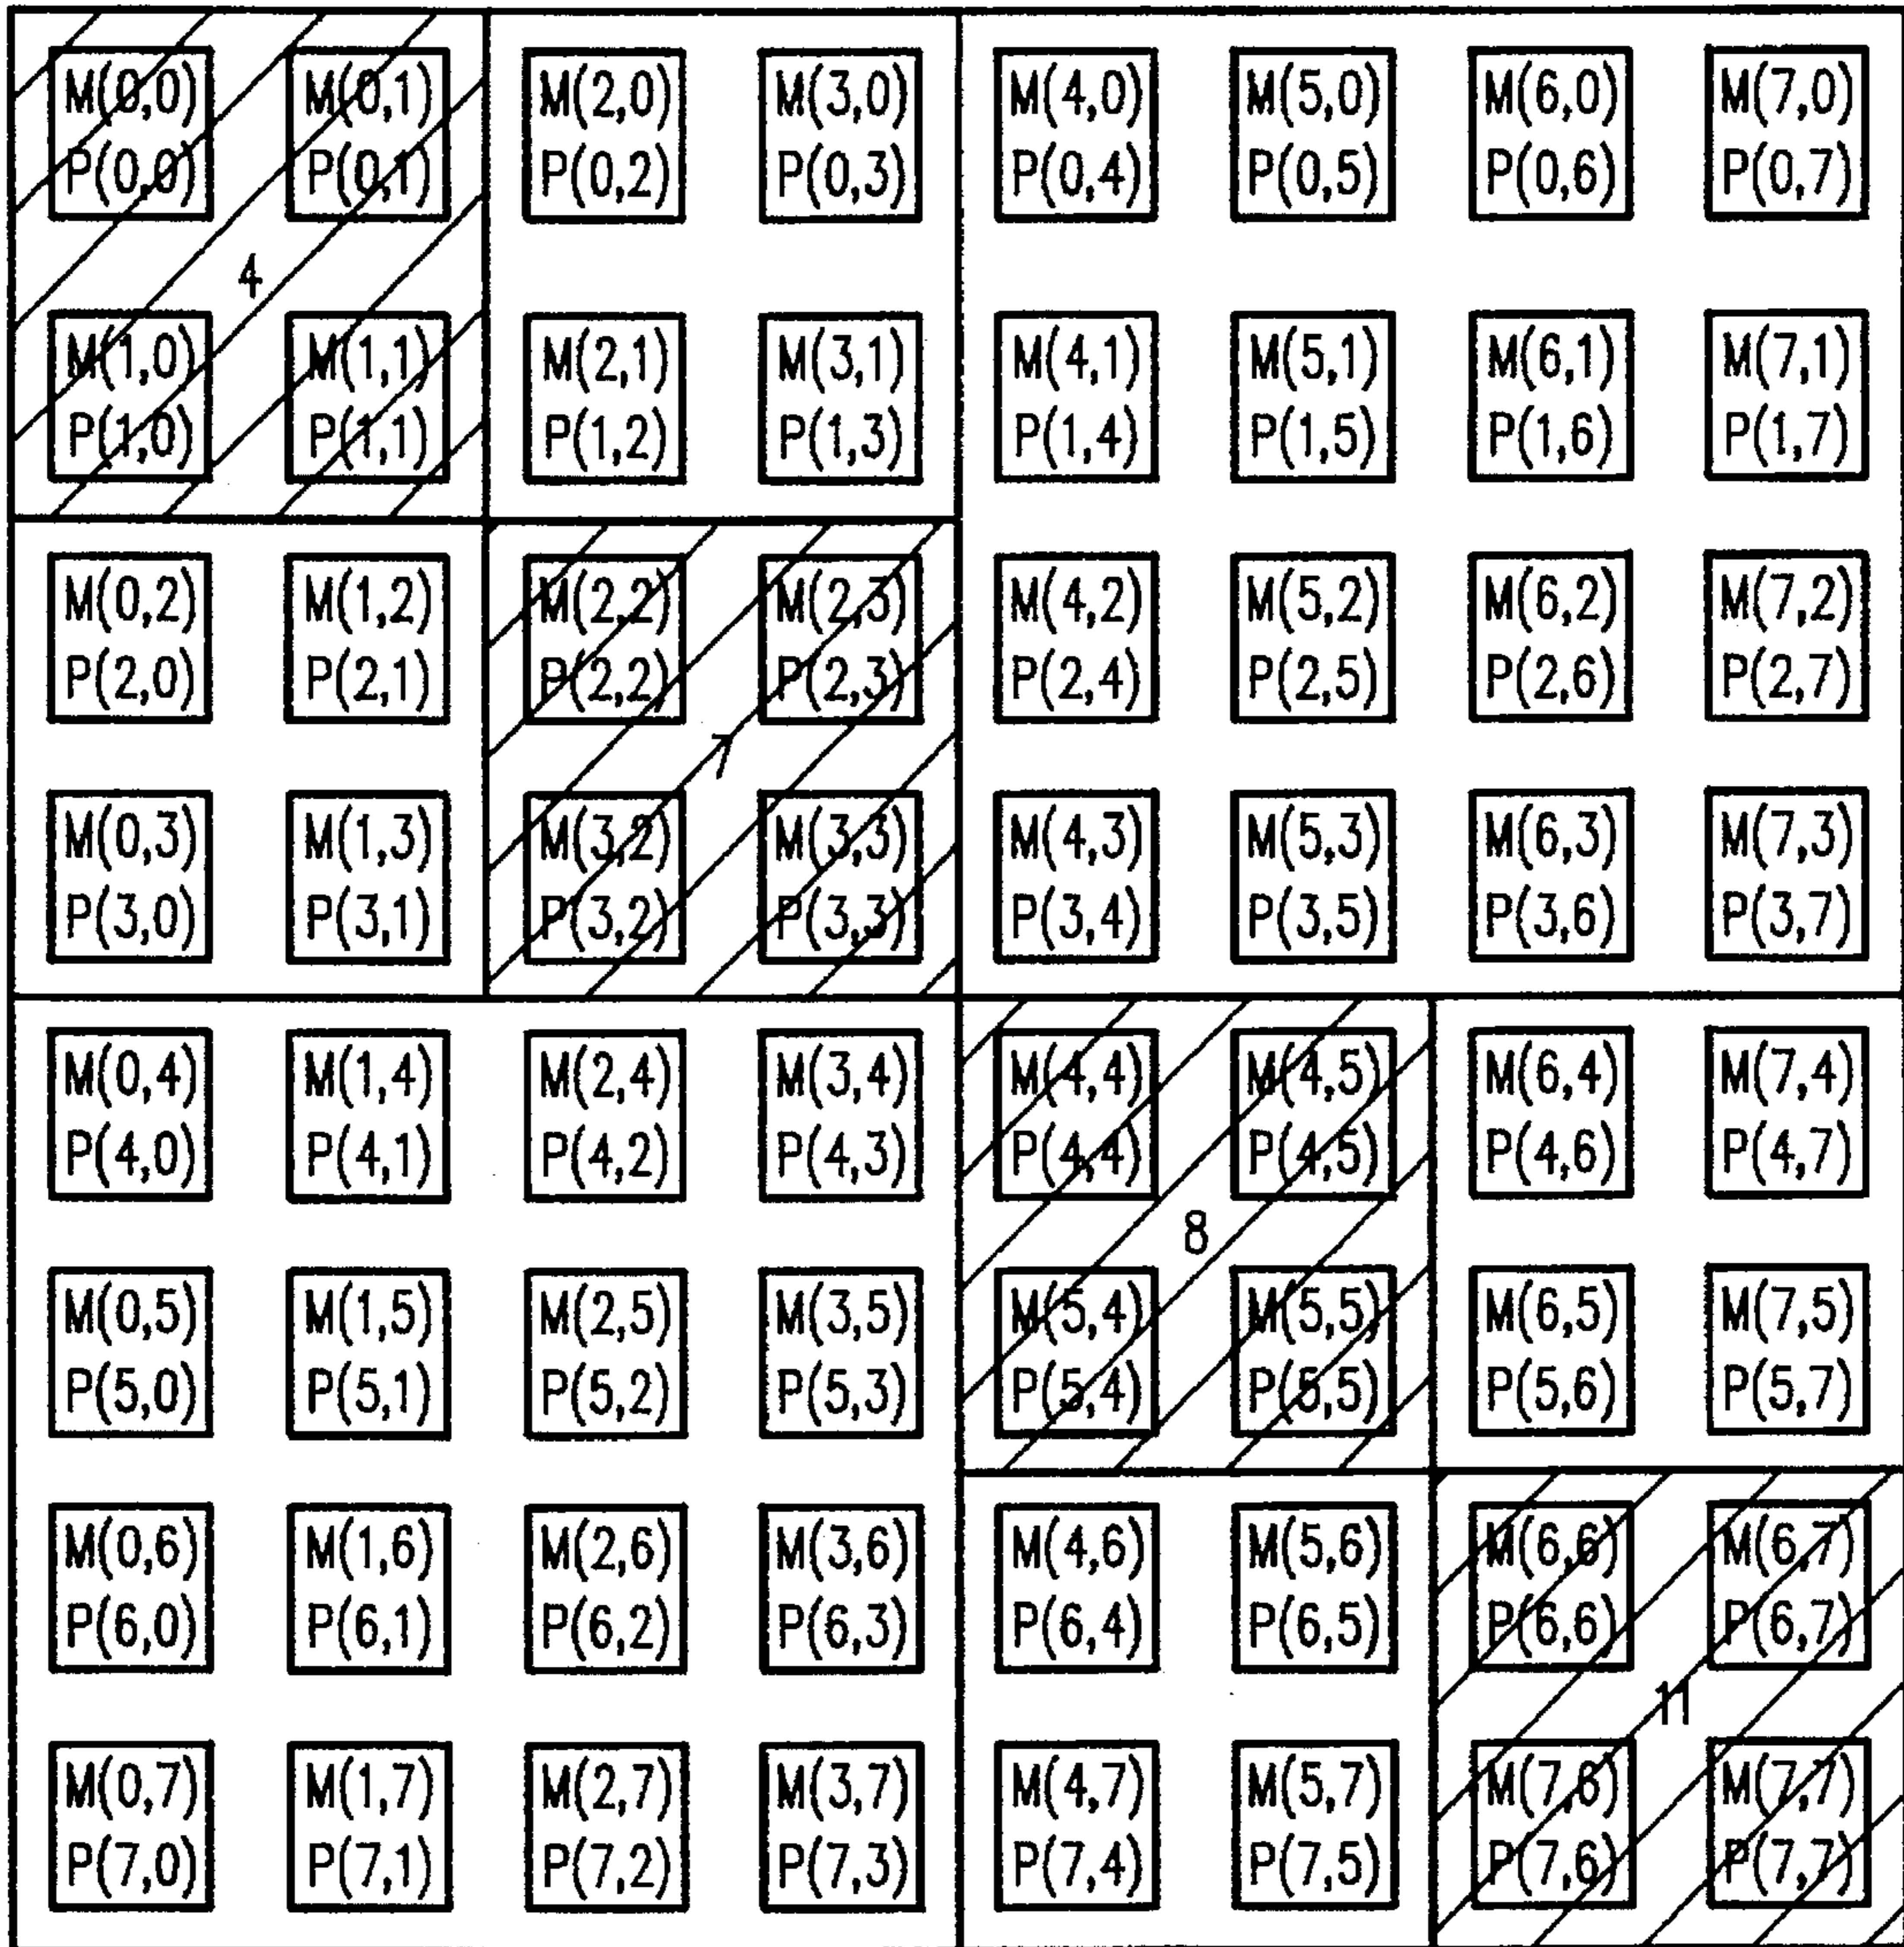 M(0,0) M(0,1) M(2,0) M(3,0) M(4,0) M(5,0) M(6,0) M(7,0)
P(0,0) P(0,1) P(0,2) P(0,3) P(0,4) P(0,5) P(0,6) P(0,7)
4
M(1,0) M(1,1) M(2,1) M(3,1) M(4,1) M(5,1) M(6,1) M(7,1)
P(1,0) P(1,1) P(1,2) P(1,3) P(1,4) P(1,5) P(1,6) P(1,7)
M(0,2) M(1,2) M(2,2) M(2,3) M(4,2) M(5,2) M(6,2) M(7,2)
P(2,0) P(2,1) P(2,2) P(2,3) P(2,4) P(2,5) P(2,6) P(2,7)
7
M(0,3) M(1,3) M(3,2) M(3,3) M(4,3) M(5,3) M(6,3) M(7,3)
P(3,0) P(3,1) P(3,2) P(3,3) P(3,4) P(3,5) P(3,6) P(3,7)
M(0,4) M(1,4) M(2,4) M(3,4) M(4,4) M(4,5) M(6,4) M(7,4)
P(4,0) P(4,1) P(4,2) P(4,3) P(4,4) P(4,5) P(4,6) P(4,7)
8
M(0,5) M(1,5) M(2,5) M(3,5) M(5,4) M(5,5) M(6,5) M(7,5)
P(5,0) P(5,1) P(5,2) P(5,3) P(5,4) P(5,5) P(5,6) P(5,7)
M(0,6) M(1,6) M(2,6) M(3,6) M(4,6) M(5,6) M(6,6) M(6,7)
P(6,0) P(6,1) P(6,2) P(6,3) P(6,4) P(6,5) P(6,6) P(6,7)
11
M(0,7) M(1,7) M(2,7) M(3,7) M(4,7) M(5,7) M(7,6) M(7,7)
P(7,0) P(7,1) P(7,2) P(7,3) P(7,4) P(7,5) P(7,6) P(7,7)